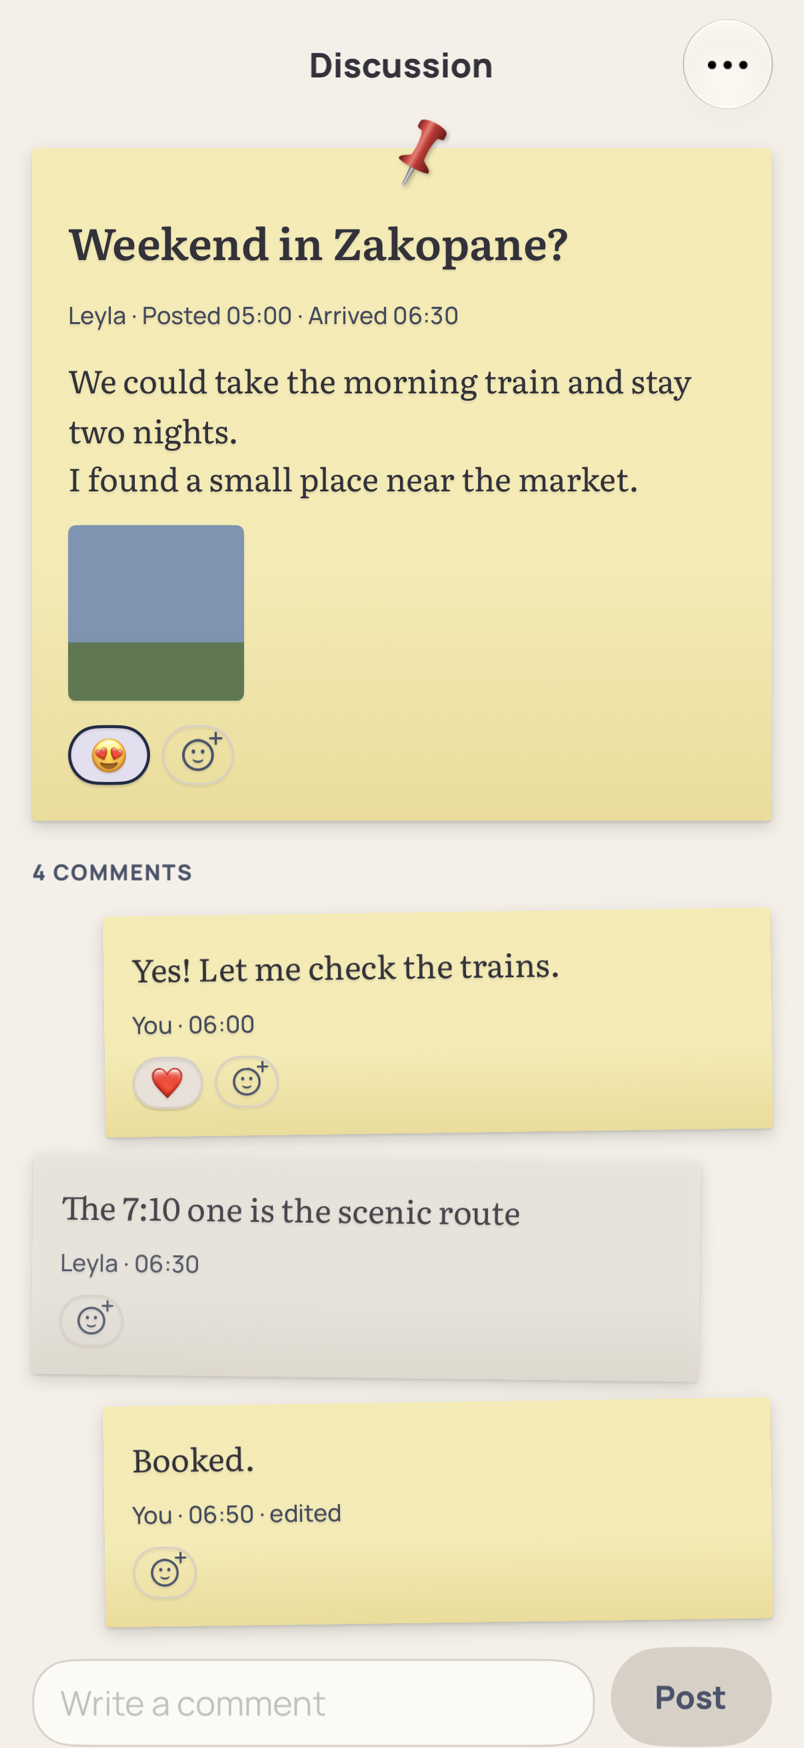 Discussion
Weekend in Zakopane?
Leyla · Posted 05:00 · Arrived 06:30
We could take the morning train and stay
two nights.
I found a small place near the market.
4 COMMENTS
Yes! Let me check the trains.
You · 06:00
The 7:10 one is the scenic route
Leyla · 06:30
Booked.
You · 06:50 · edited
Write a comment
Post